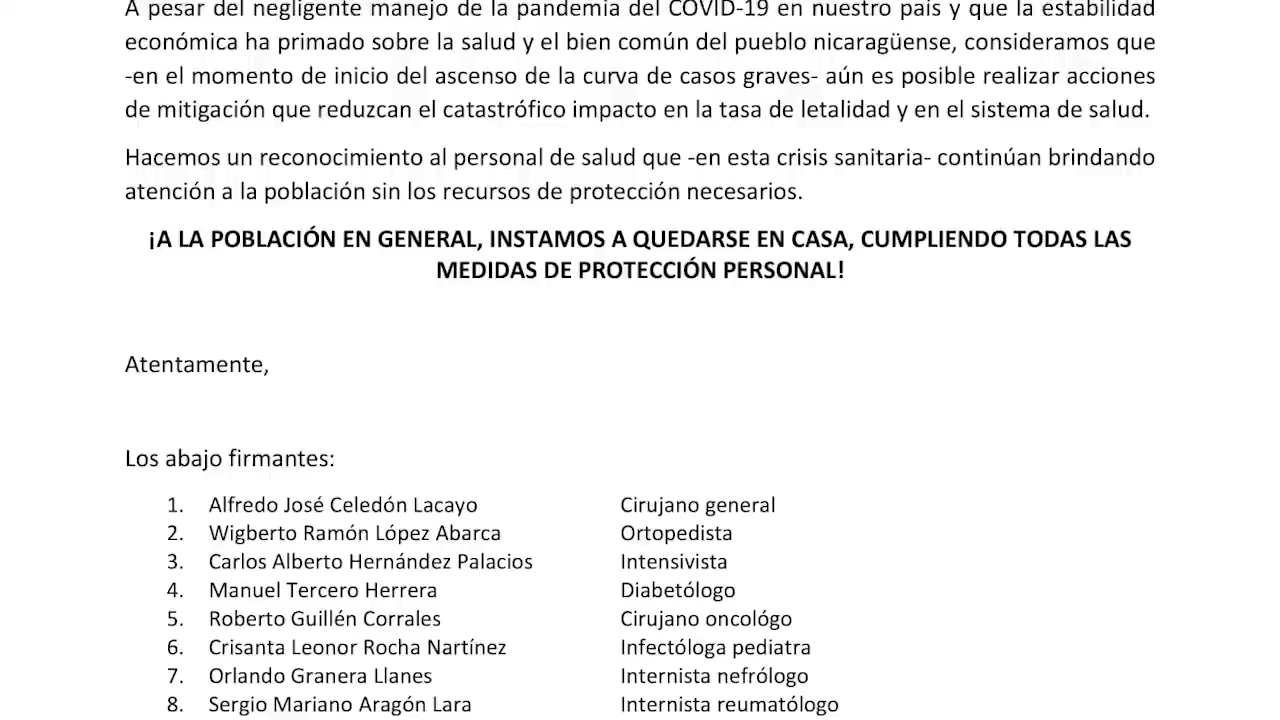 A pesar del negligente manejo de la pandemia del COVID-19 en nuestro país y que la estabilidad
económica ha primado sobre la salud y el bien común del pueblo nicaragüense, consideramos que
-en el momento de inicio del ascenso de la curva de casos graves- aún es posible realizar acciones
de mitigación que reduzcan el catastrófico impacto en la tasa de letalidad y en el sistema de salud.
Hacemos un reconocimiento al personal de salud que -en esta crisis sanitaria- continúan brindando
atención a la población sin los recursos de protección necesarios.
¡A LA POBLACIÓN EN GENERAL, INSTAMOS A QUEDARSE EN CASA, CUMPLIENDO TODAS LAS
MEDIDAS DE PROTECCIÓN PERSONAL!
Atentamente,
Los abajo firmantes:
1. Alfredo José Celedón Lacayo Cirujano general
2. Wigberto Ramón López Abarca Ortopedista
3. Carlos Alberto Hernández Palacios Intensivista
4. Manuel Tercero Herrera Diabetólogo
5. Roberto Guillén Corrales Cirujano oncológo
6. Crisanta Leonor Rocha Nartínez Infectóloga pediatra
7. Orlando Granera Llanes Internista nefrólogo
8. Sergio Mariano Aragón Lara Internista reumatólogo